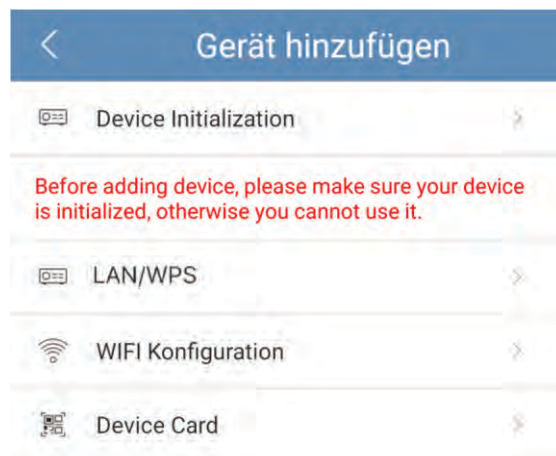 Gerät hinzufügen
Device Initialization
Before adding device, please make sure your device
is initialized, otherwise you cannot use it.
LAN/WPS
WIFI Konfiguration
Device Card